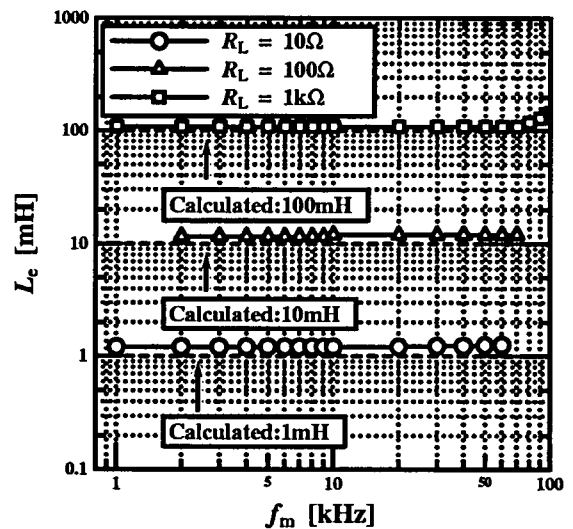 1000
100
10
1
0.1
L_e [mH]
R_L = 10Ω
R_L = 100Ω
R_L = 1kΩ
Calculated:100mH
Calculated:10mH
Calculated:1mH
1 5 10 50 100
f_m [kHz]